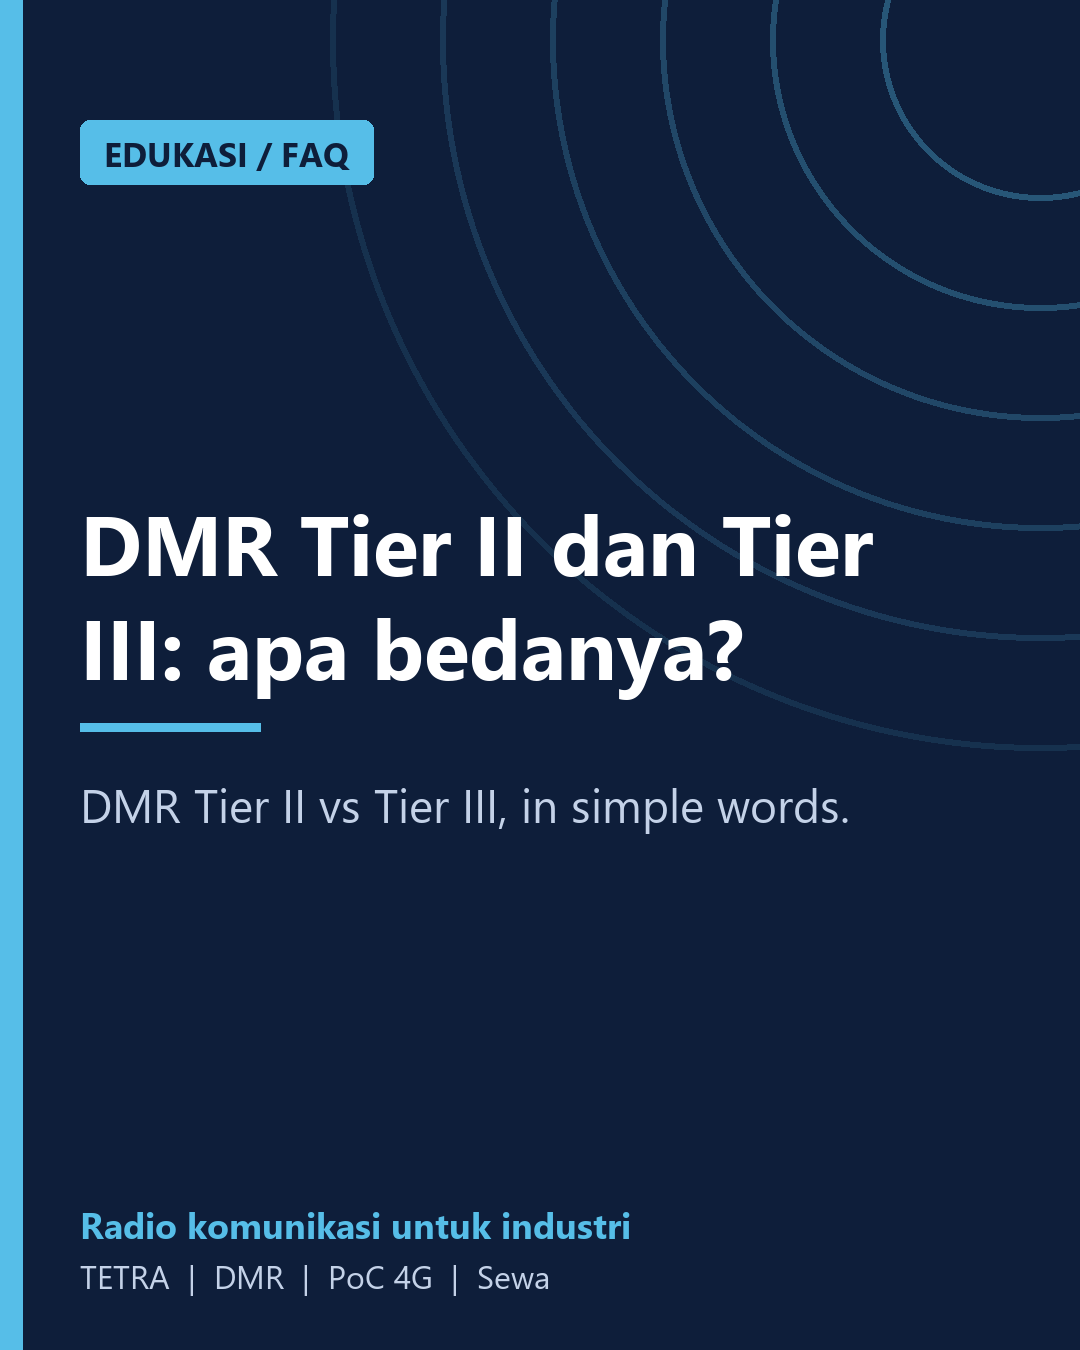 EDUKASI / FAQ
DMR Tier II dan Tier
III: apa bedanya?
DMR Tier II vs Tier III, in simple words.
Radio komunikasi untuk industri
TETRA | DMR | PoC 4G | Sewa